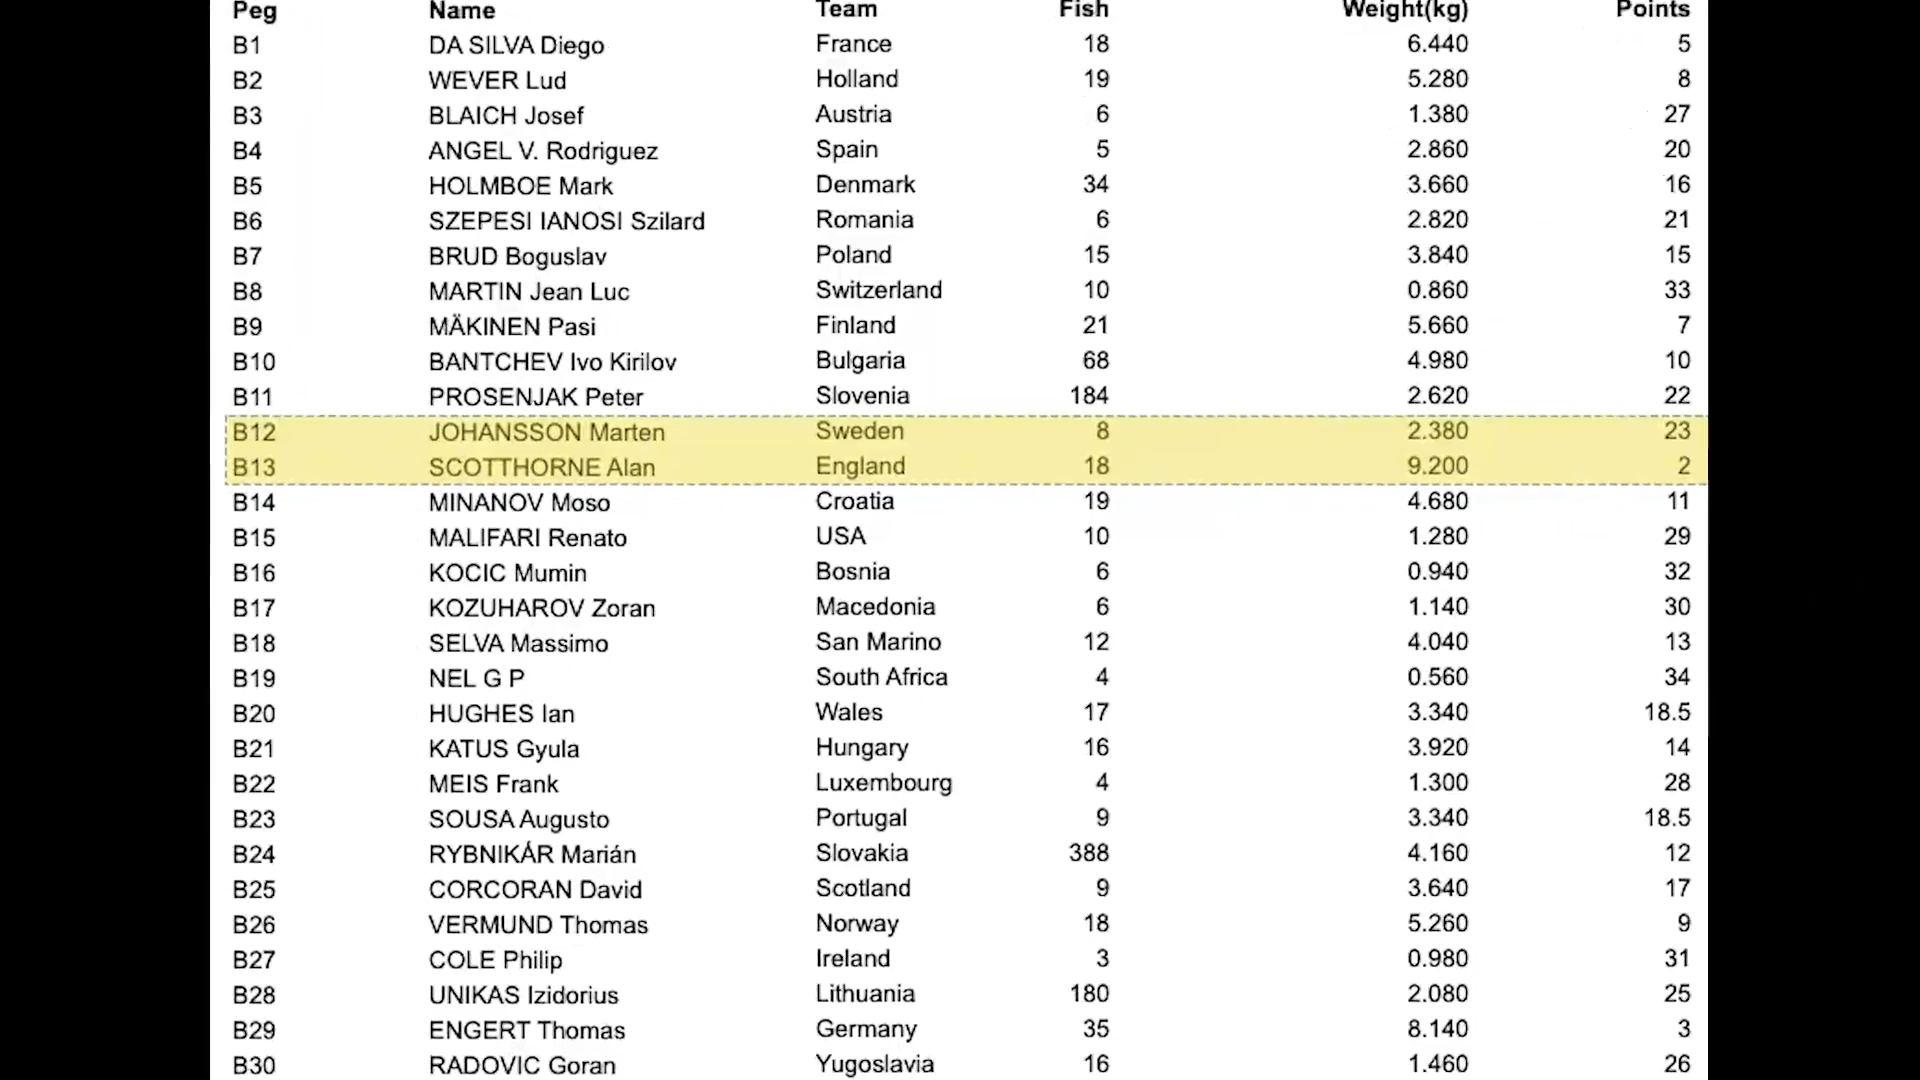 Peg Name Team Fish Weight(kg) Points
B1 DA SILVA Diego France 18 6.440 5
B2 WEVER Lud Holland 19 5.280 8
B3 BLAICH Josef Austria 6 1.380 27
B4 ANGEL V. Rodriguez Spain 5 2.860 20
B5 HOLMBOE Mark Denmark 34 3.660 16
B6 SZEPESI IANOSI Szilard Romania 6 2.820 21
B7 BRUD Boguslav Poland 15 3.840 15
B8 MARTIN Jean Luc Switzerland 10 0.860 33
B9 MÄKINEN Pasi Finland 21 5.660 7
B10 BANTCHEV Ivo Kirilov Bulgaria 68 4.980 10
B11 PROSENJAK Peter Slovenia 184 2.620 22
B12 JOHANSSON Marten Sweden 8 2.380 23
B13 SCOTTHORNE Alan England 18 9.200 2
B14 MINANOV Moso Croatia 19 4.680 11
B15 MALIFARI Renato USA 10 1.280 29
B16 KOCIC Mumin Bosnia 6 0.940 32
B17 KOZUHAROV Zoran Macedonia 6 1.140 30
B18 SELVA Massimo San Marino 12 4.040 13
B19 NEL G P South Africa 4 0.560 34
B20 HUGHES Ian Wales 17 3.340 18.5
B21 KATUS Gyula Hungary 16 3.920 14
B22 MEIS Frank Luxembourg 4 1.300 28
B23 SOUSA Augusto Portugal 9 3.340 18.5
B24 RYBNIKÁR Marián Slovakia 388 4.160 12
B25 CORCORAN David Scotland 9 3.640 17
B26 VERMUND Thomas Norway 18 5.260 9
B27 COLE Philip Ireland 3 0.980 31
B28 UNIKAS Izidorius Lithuania 180 2.080 25
B29 ENGERT Thomas Germany 35 8.140 3
B30 RADOVIC Goran Yugoslavia 16 1.460 26